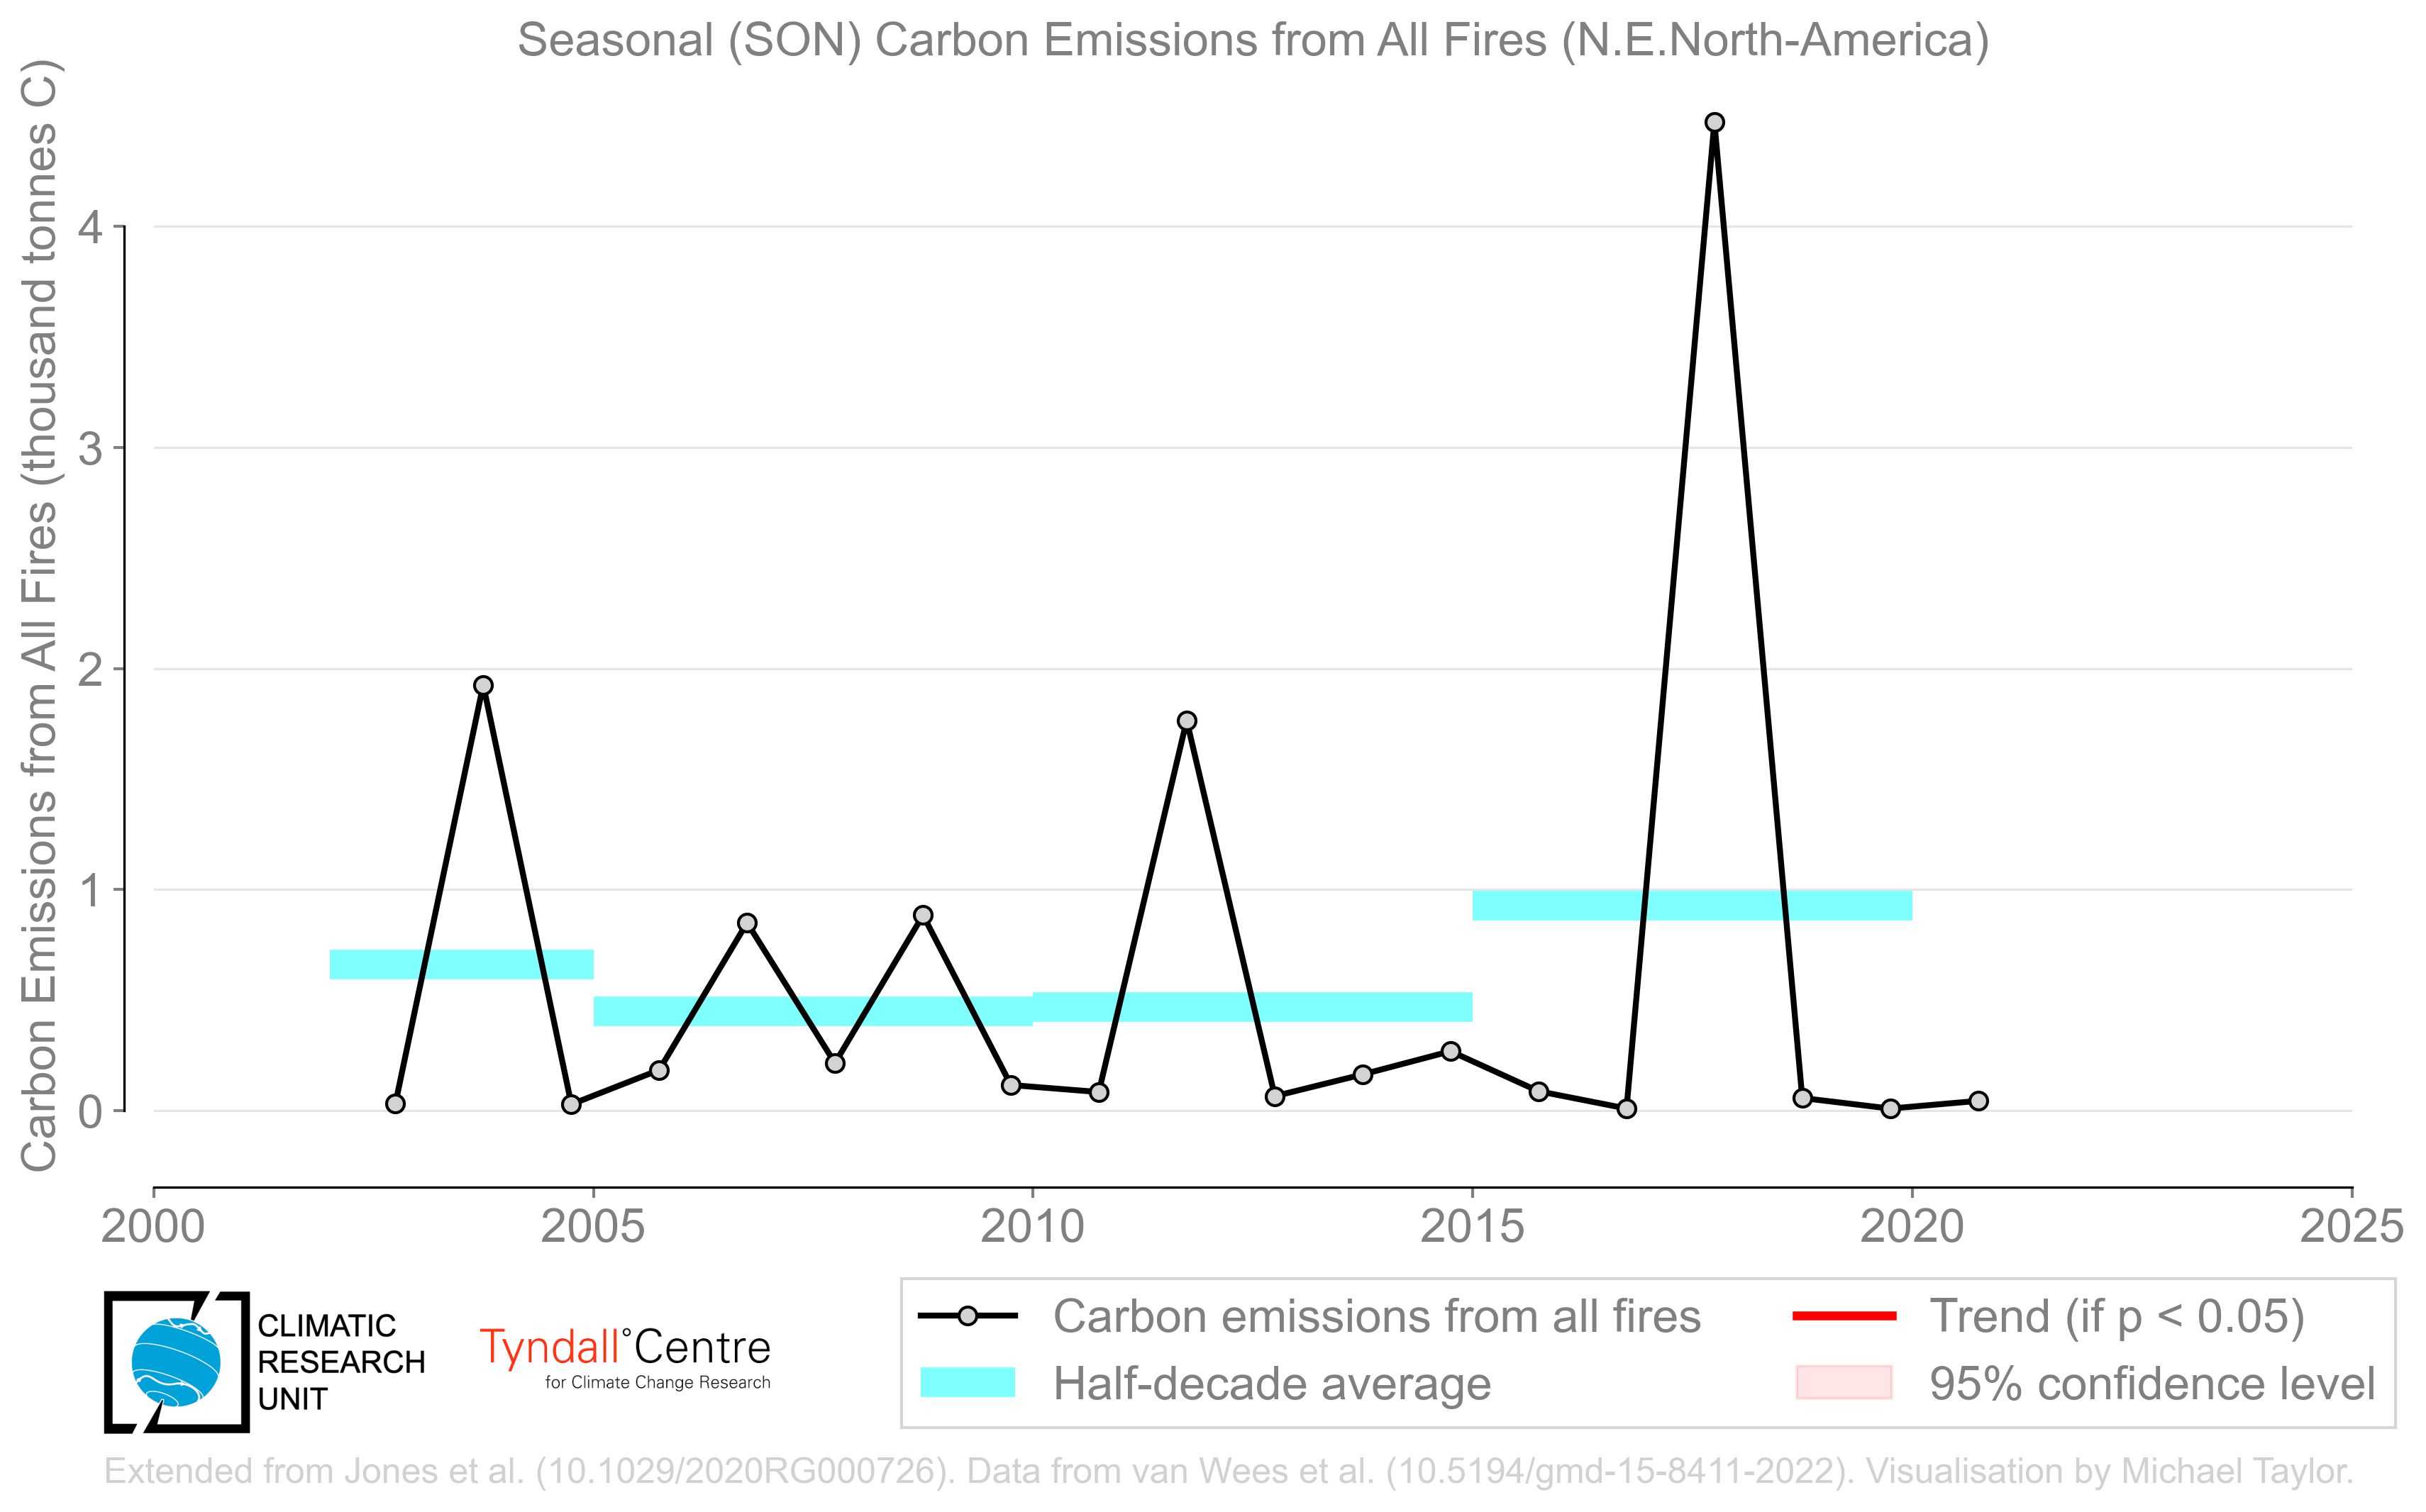 Seasonal (SON) Carbon Emissions from All Fires (N.E.North-America)
Carbon Emissions from All Fires (thousand tonnes C)
4
3
2
1
0
2000 2005 2010 2015 2020 2025
CLIMATIC
RESEARCH
UNIT
Tyndall°Centre
for Climate Change Research
Carbon emissions from all fires
Half-decade average
Trend (if p < 0.05)
95% confidence level
Extended from Jones et al. (10.1029/2020RG000726). Data from van Wees et al. (10.5194/gmd-15-8411-2022). Visualisation by Michael Taylor.